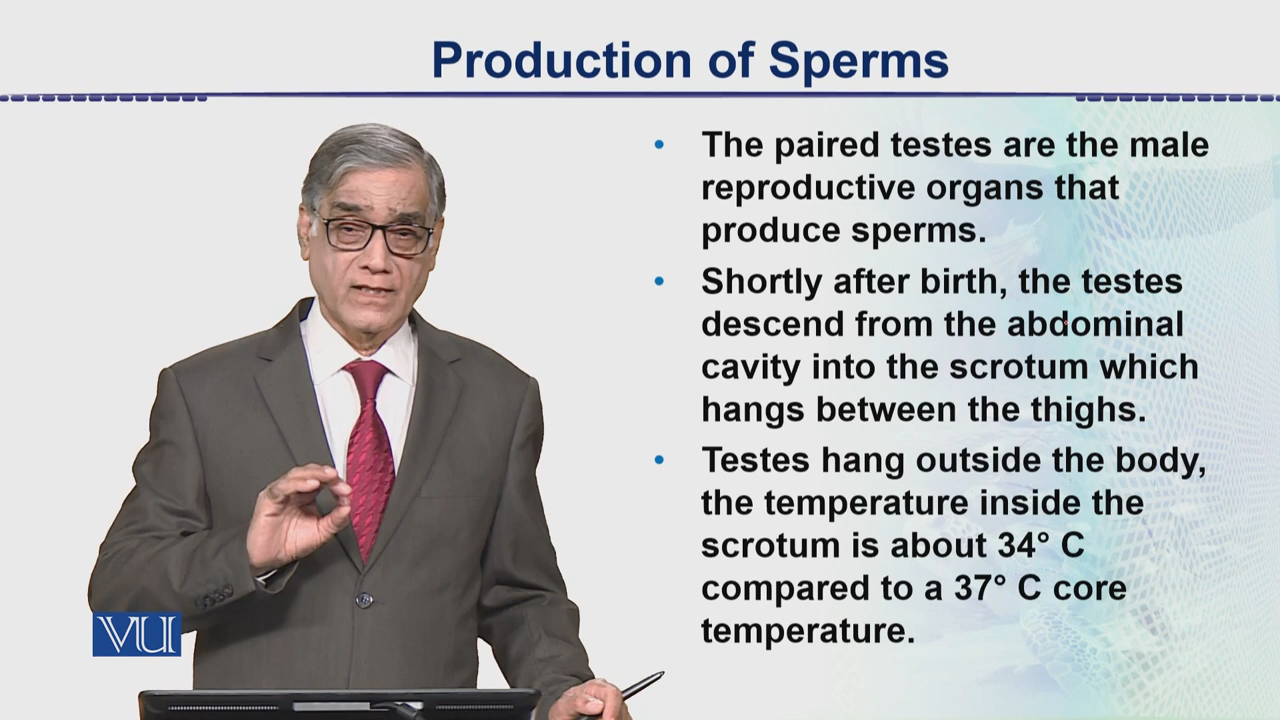 Production of Sperms
• The paired testes are the male
reproductive organs that
produce sperms.
• Shortly after birth, the testes
descend from the abdominal
cavity into the scrotum which
hangs between the thighs.
• Testes hang outside the body,
the temperature inside the
scrotum is about 34° C
compared to a 37° C core
temperature.
VU